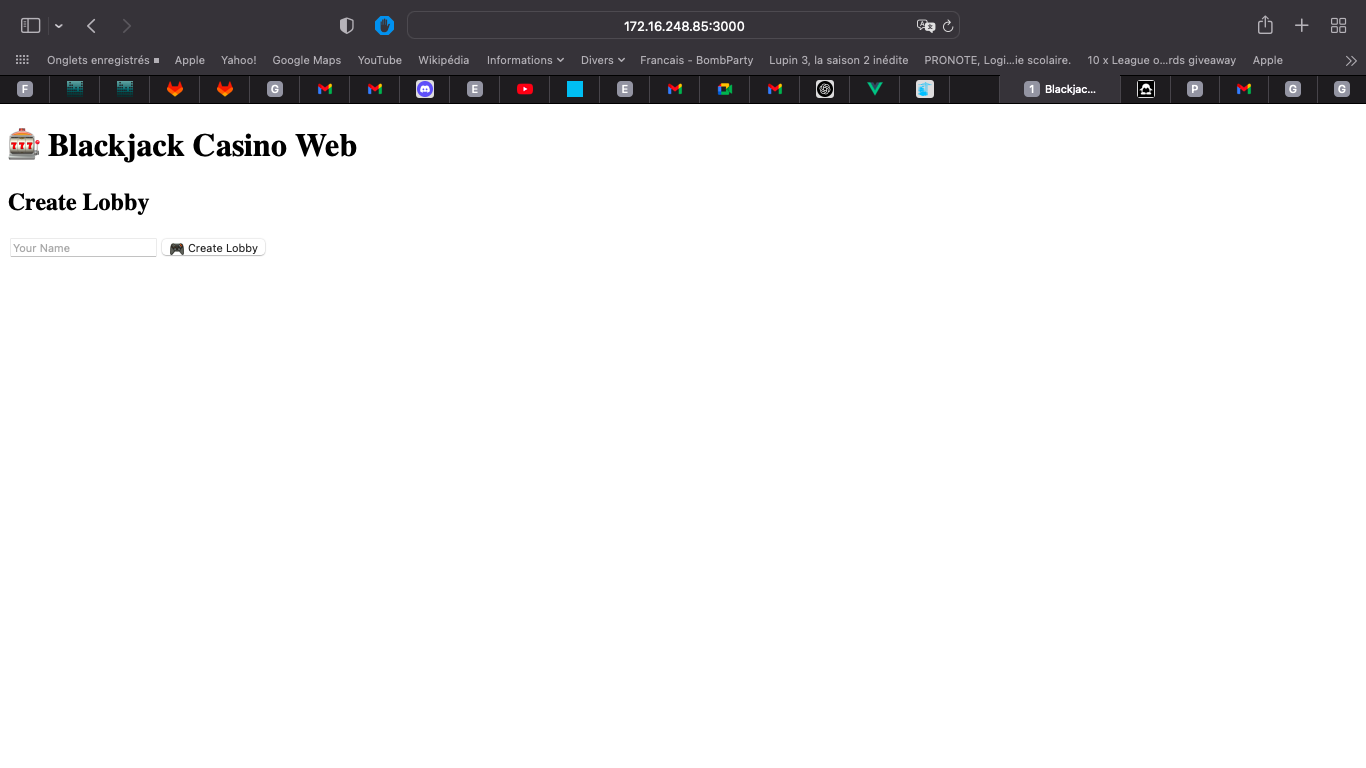 172.16.248.85:3000
Onglets enregistrés Apple Yahoo! Google Maps YouTube Wikipédia Informations Divers Francais - BombParty Lupin 3, la saison 2 inédite PRONOTE, Logi...ie scolaire. 10 x League o...rds giveaway Apple
F G E E 1 Blackjac... P G G
777 Blackjack Casino Web
Create Lobby
Your Name 🎮 Create Lobby